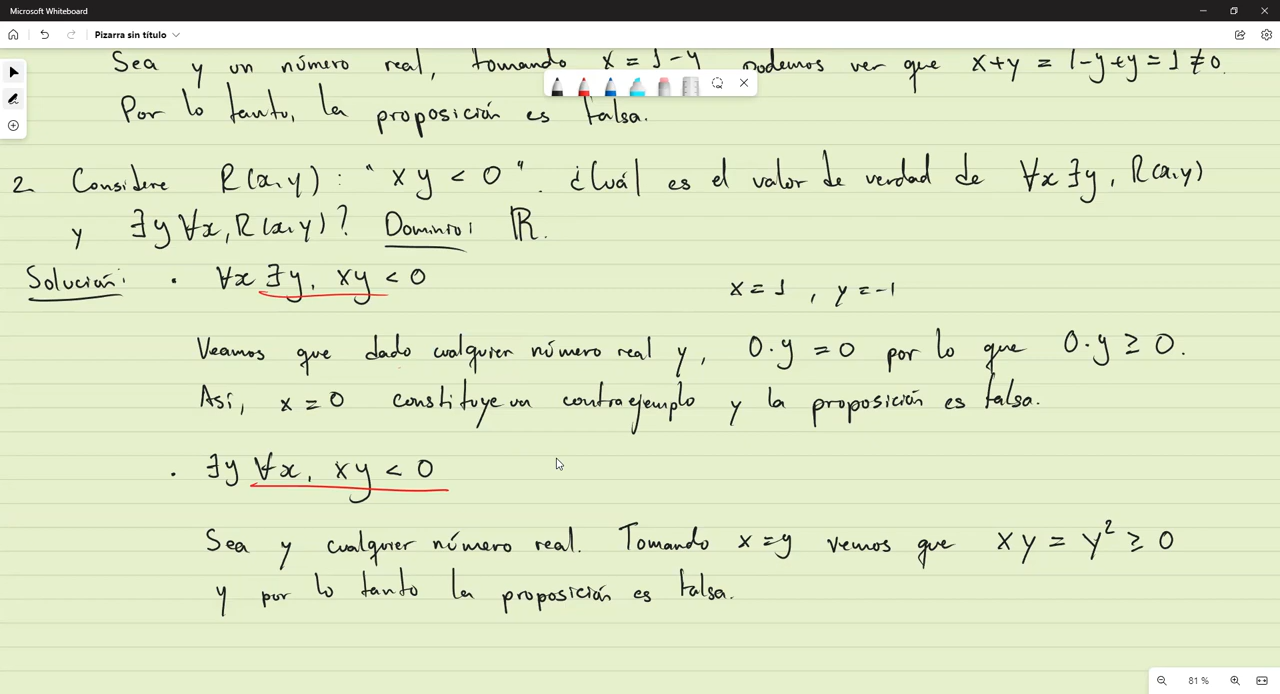 Microsoft Whiteboard
Pizarra sin título
Sea y un número real, tomando x = 1-y podemos ver que x+y = 1-y+y = 1 ≠ 0.
Por lo tanto, la proposición es falsa.
2. Considere R(x,y): "xy < 0". ¿Cuál es el valor de verdad de ∀x ∃y, R(x,y)
y ∃y ∀x, R(x,y)? Dominio: ℝ.
Solución: • ∀x ∃y, xy < 0
x = 1, y = -1
Veamos que dado cualquier número real y, 0·y = 0 por lo que 0·y ≥ 0.
Así, x = 0 constituye un contraejemplo y la proposición es falsa.
• ∃y ∀x, xy < 0
Sea y cualquier número real. Tomando x = y vemos que xy = y² ≥ 0
y por lo tanto la proposición es falsa.
81 %